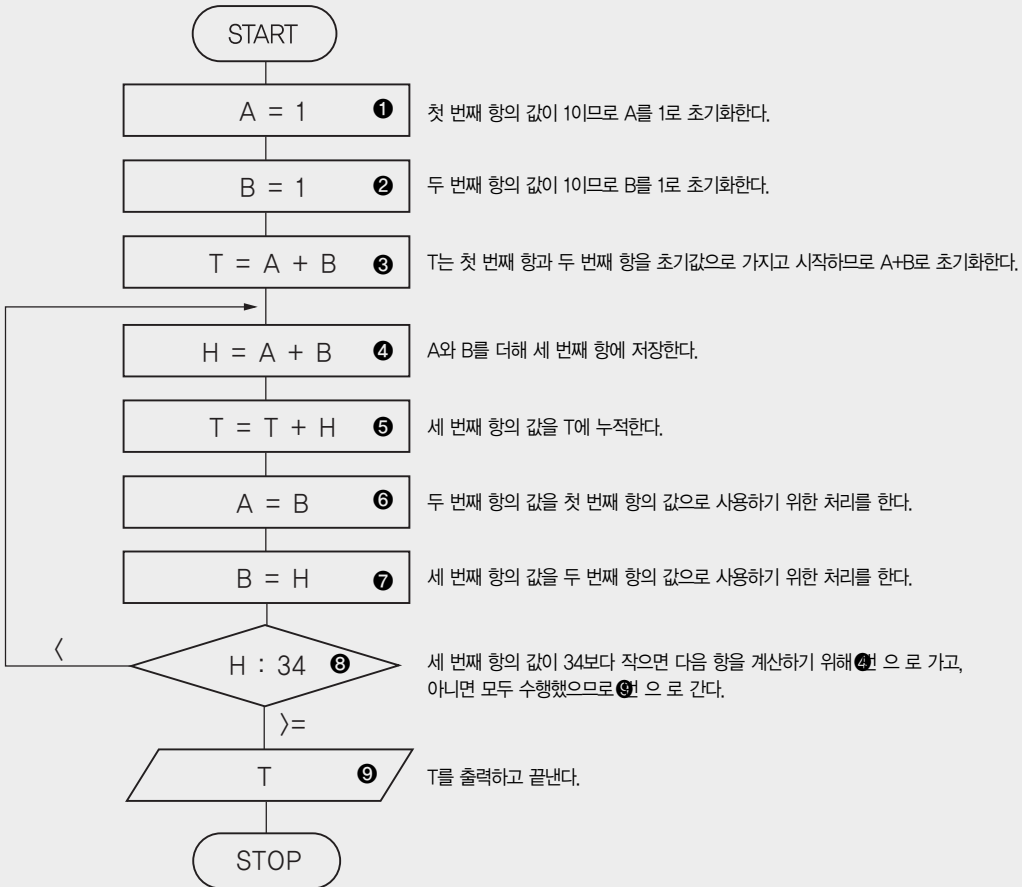 START
A = 1 ❶
첫 번째 항의 값이 1이므로 A를 1로 초기화한다.
B = 1 ❷
두 번째 항의 값이 1이므로 B를 1로 초기화한다.
T = A + B ❸
T는 첫 번째 항과 두 번째 항을 초기값으로 가지고 시작하므로 A+B로 초기화한다.
H = A + B ❹
A와 B를 더해 세 번째 항에 저장한다.
T = T + H ❺
세 번째 항의 값을 T에 누적한다.
A = B ❻
두 번째 항의 값을 첫 번째 항의 값으로 사용하기 위한 처리를 한다.
B = H ❼
세 번째 항의 값을 두 번째 항의 값으로 사용하기 위한 처리를 한다.
〈
H : 34 ❽
세 번째 항의 값이 34보다 작으면 다음 항을 계산하기 위해 ❹번 으 로 가고,
아니면 모두 수행했으므로 ❾번 으 로 간다.
〉=
T ❾
T를 출력하고 끝낸다.
STOP